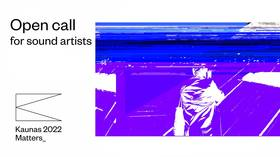 Open call
for sound artists
Kaunas 2022
Matters_